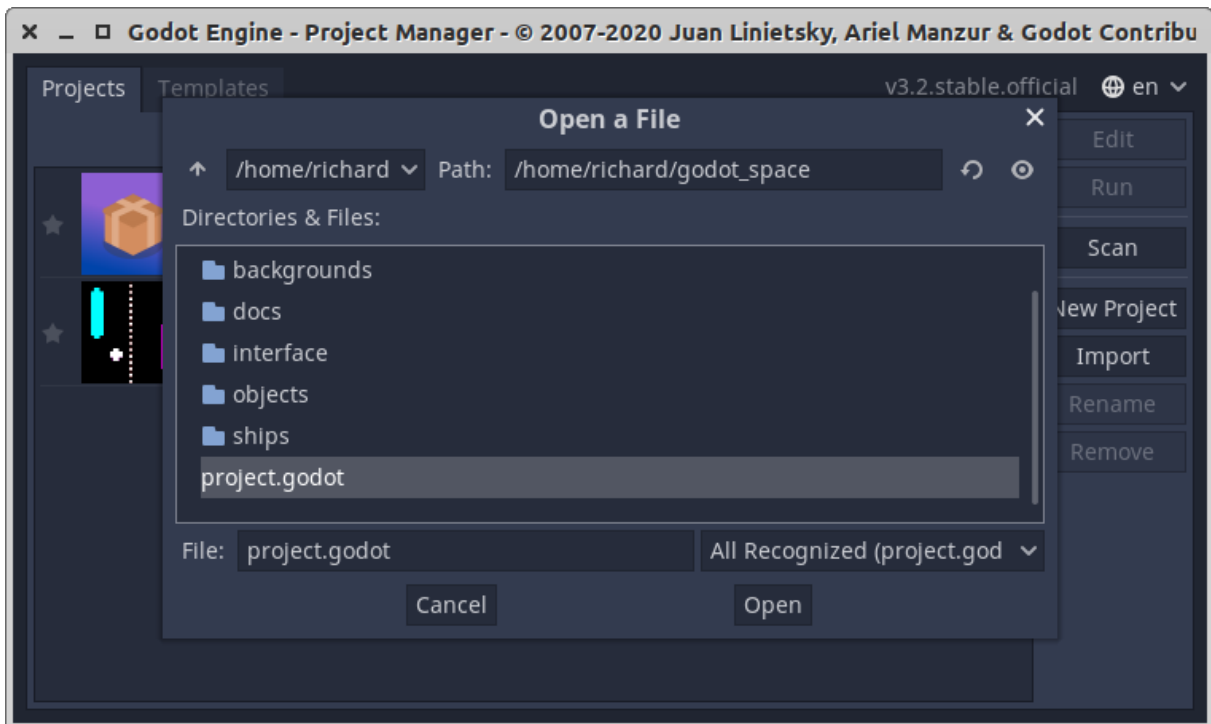 Godot Engine - Project Manager - © 2007-2020 Juan Linietsky, Ariel Manzur & Godot Contribu
Projects Templates v3.2.stable.official en
Open a File
/home/richard Path: /home/richard/godot_space
Directories & Files:
backgrounds
docs
interface
objects
ships
project.godot
File: project.godot All Recognized (project.god
Cancel Open
Edit
Run
Scan
New Project
Import
Rename
Remove